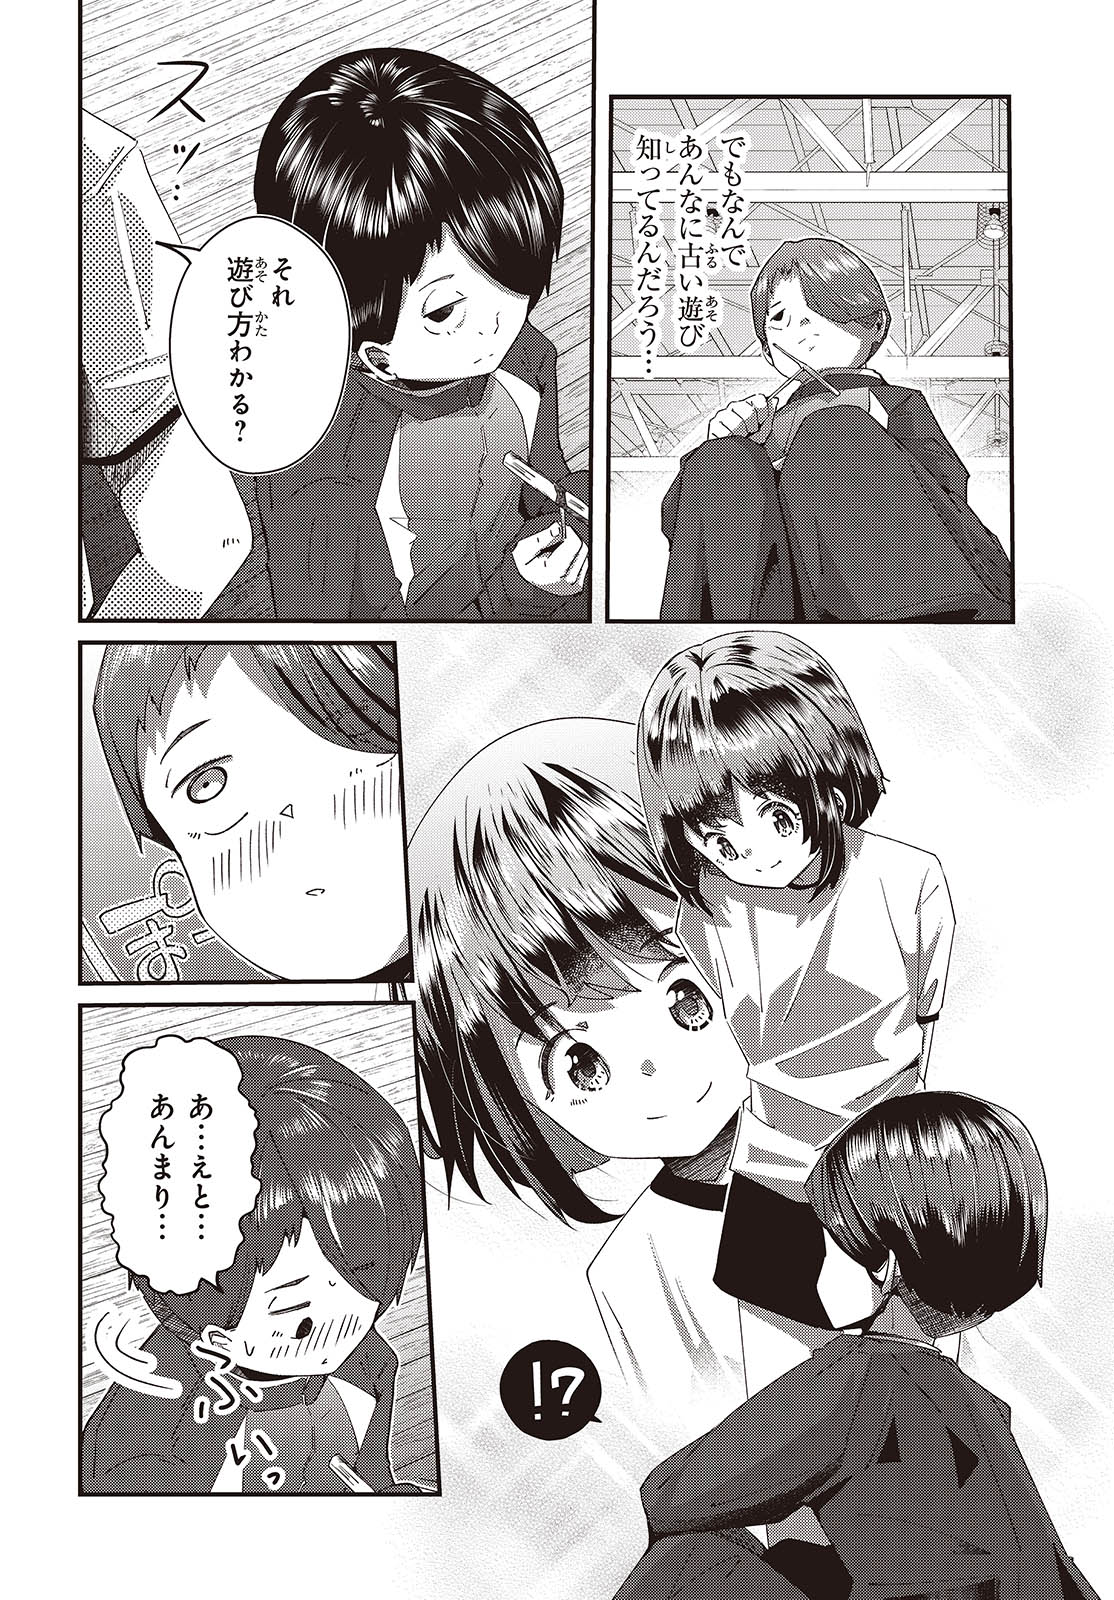 でもなんで
あんなに古い遊び
知ってるんだろう…
スッ…
それ
遊び方わかる?
!?
ぽ〜
あ…えと…
あんまり…
ふいっ